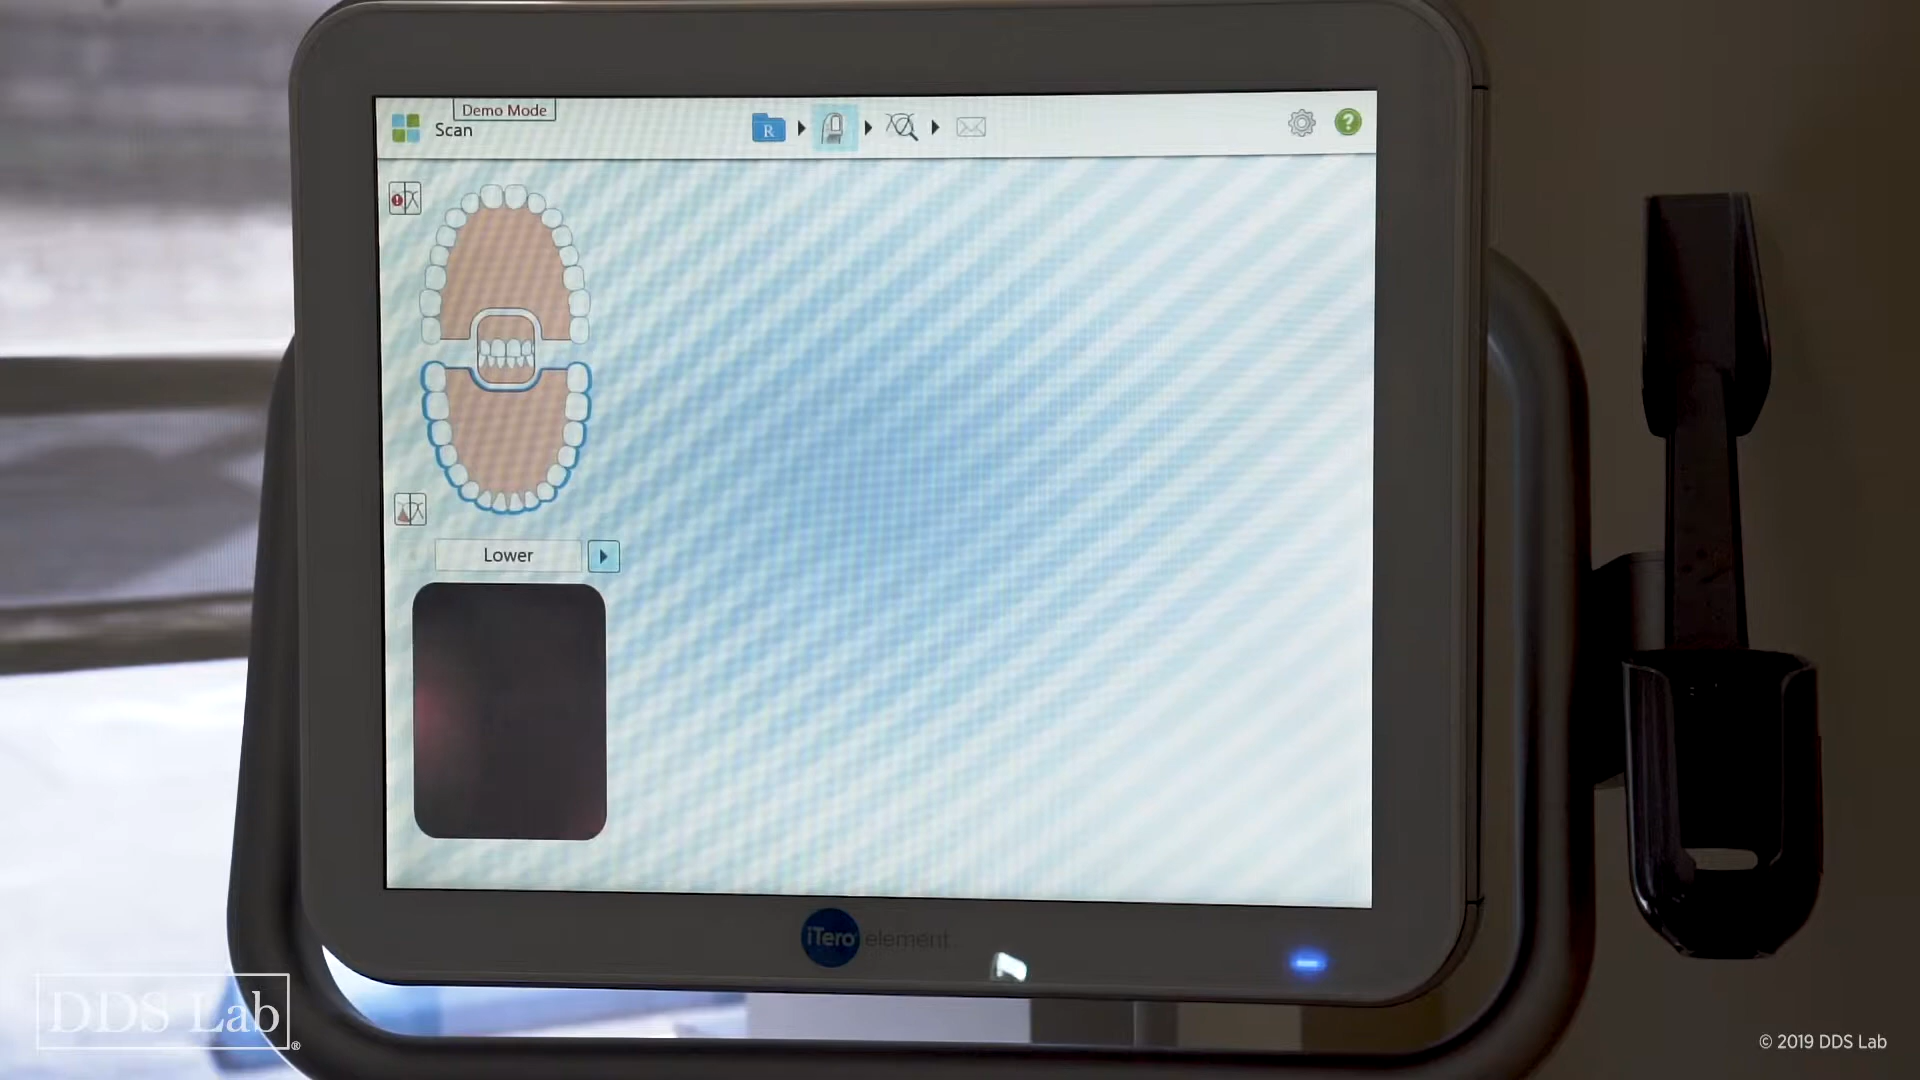 Demo Mode
Scan
R
?
Lower
iTero element
DDS Lab®
© 2019 DDS Lab